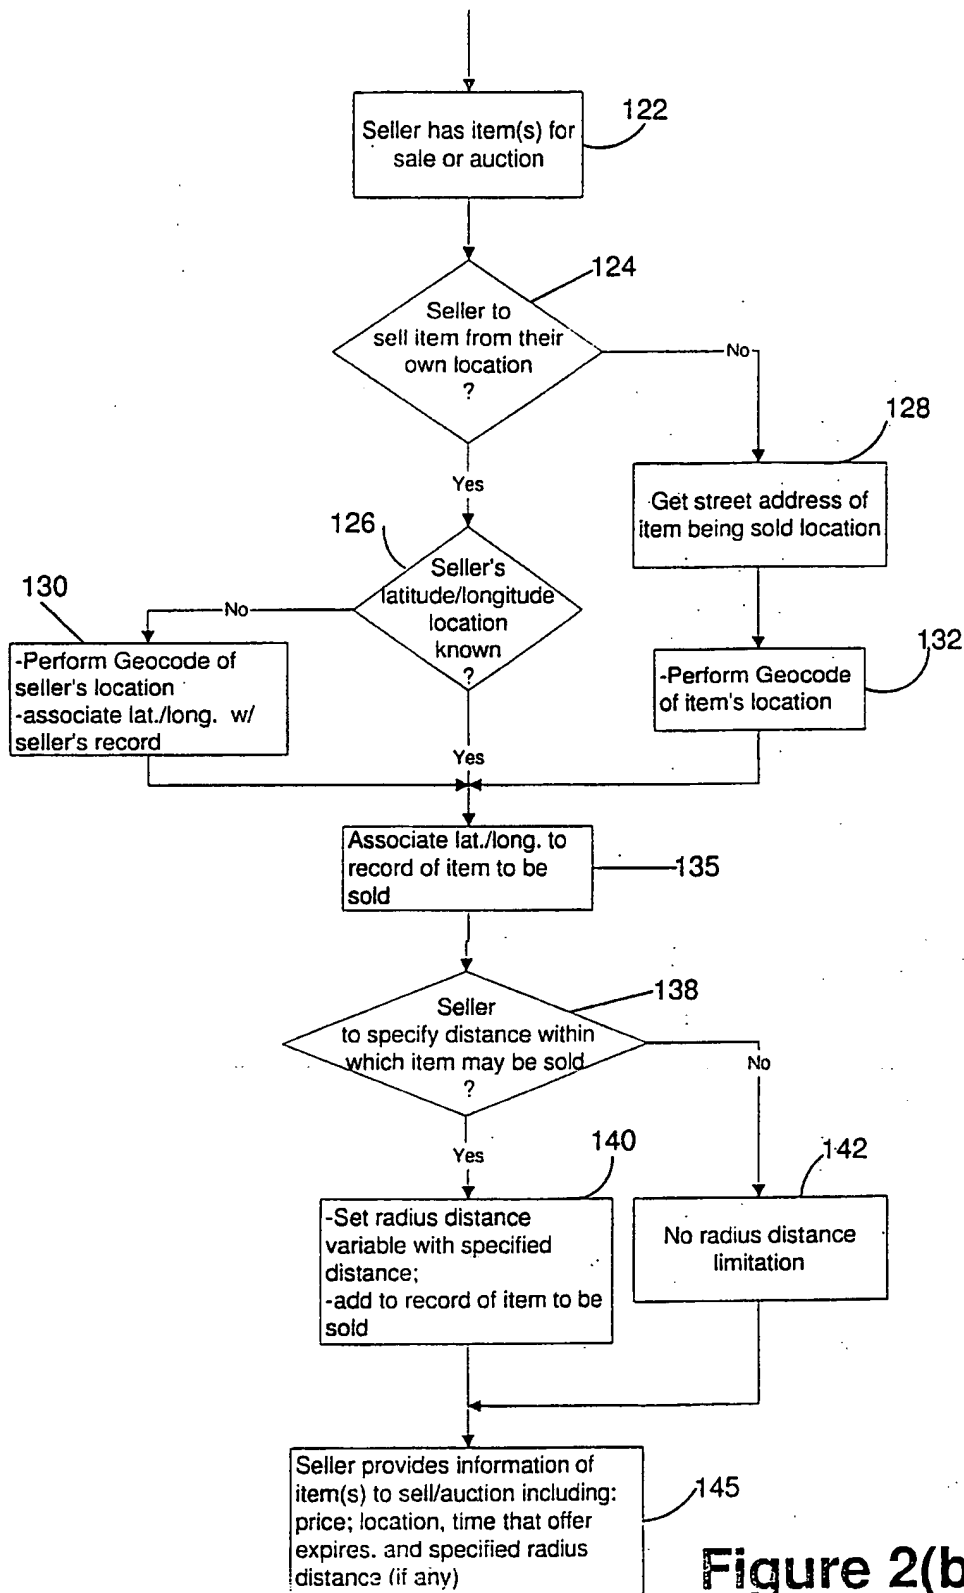 122
Seller has item(s) for
sale or auction
124
Seller to
sell item from their
own location
?
No
128
Get street address of
item being sold location
Yes
126
Seller's
latitude/longitude
location
known
?
No
130
-Perform Geocode of
seller's location
-associate lat./long. w/
seller's record
132
-Perform Geocode
of item's location
Yes
Associate lat./long. to
record of item to be
sold
135
138
Seller
to specify distance within
which item may be sold
?
No
Yes
140
-Set radius distance
variable with specified
distance;
-add to record of item to be
sold
142
No radius distance
limitation
Seller provides information of
item(s) to sell/auction including:
price; location, time that offer
expires. and specified radius
distance (if any)
145
Figure 2(b